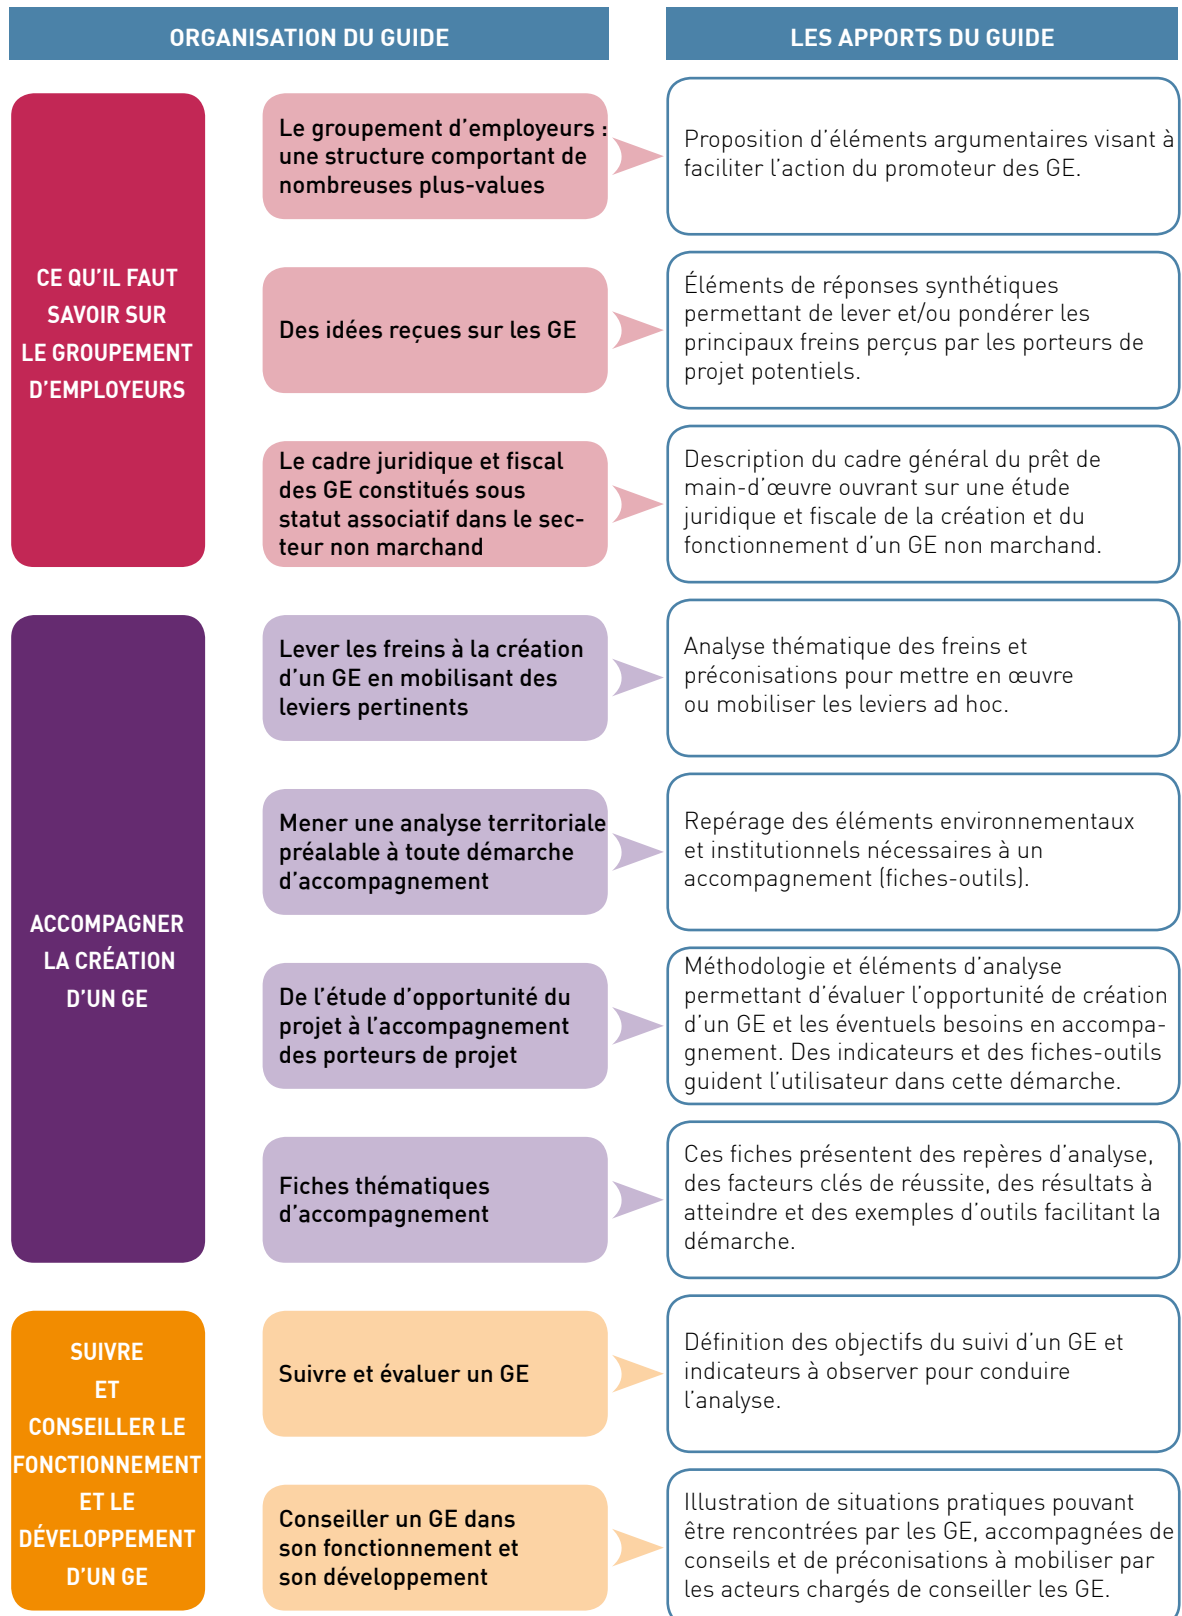 ORGANISATION DU GUIDE
LES APPORTS DU GUIDE
CE QU'IL FAUT
SAVOIR SUR
LE GROUPEMENT
D'EMPLOYEURS
Le groupement d'employeurs :
une structure comportant de
nombreuses plus-values
Proposition d'éléments argumentaires visant à
faciliter l'action du promoteur des GE.
Des idées reçues sur les GE
Éléments de réponses synthétiques
permettant de lever et/ou pondérer les
principaux freins perçus par les porteurs de
projet potentiels.
Le cadre juridique et fiscal
des GE constitués sous
statut associatif dans le sec-
teur non marchand
Description du cadre général du prêt de
main-d'œuvre ouvrant sur une étude
juridique et fiscale de la création et du
fonctionnement d'un GE non marchand.
ACCOMPAGNER
LA CRÉATION
D'UN GE
Lever les freins à la création
d'un GE en mobilisant des
leviers pertinents
Analyse thématique des freins et
préconisations pour mettre en œuvre
ou mobiliser les leviers ad hoc.
Mener une analyse territoriale
préalable à toute démarche
d'accompagnement
Repérage des éléments environnementaux
et institutionnels nécessaires à un
accompagnement (fiches-outils).
De l'étude d'opportunité du
projet à l'accompagnement
des porteurs de projet
Méthodologie et éléments d'analyse
permettant d'évaluer l'opportunité de création
d'un GE et les éventuels besoins en accompa-
gnement. Des indicateurs et des fiches-outils
guident l'utilisateur dans cette démarche.
Fiches thématiques
d'accompagnement
Ces fiches présentent des repères d'analyse,
des facteurs clés de réussite, des résultats à
atteindre et des exemples d'outils facilitant la
démarche.
SUIVRE
ET
CONSEILLER LE
FONCTIONNEMENT
ET LE
DÉVELOPPEMENT
D'UN GE
Suivre et évaluer un GE
Définition des objectifs du suivi d'un GE et
indicateurs à observer pour conduire
l'analyse.
Conseiller un GE dans
son fonctionnement et
son développement
Illustration de situations pratiques pouvant
être rencontrées par les GE, accompagnées de
conseils et de préconisations à mobiliser par
les acteurs chargés de conseiller les GE.